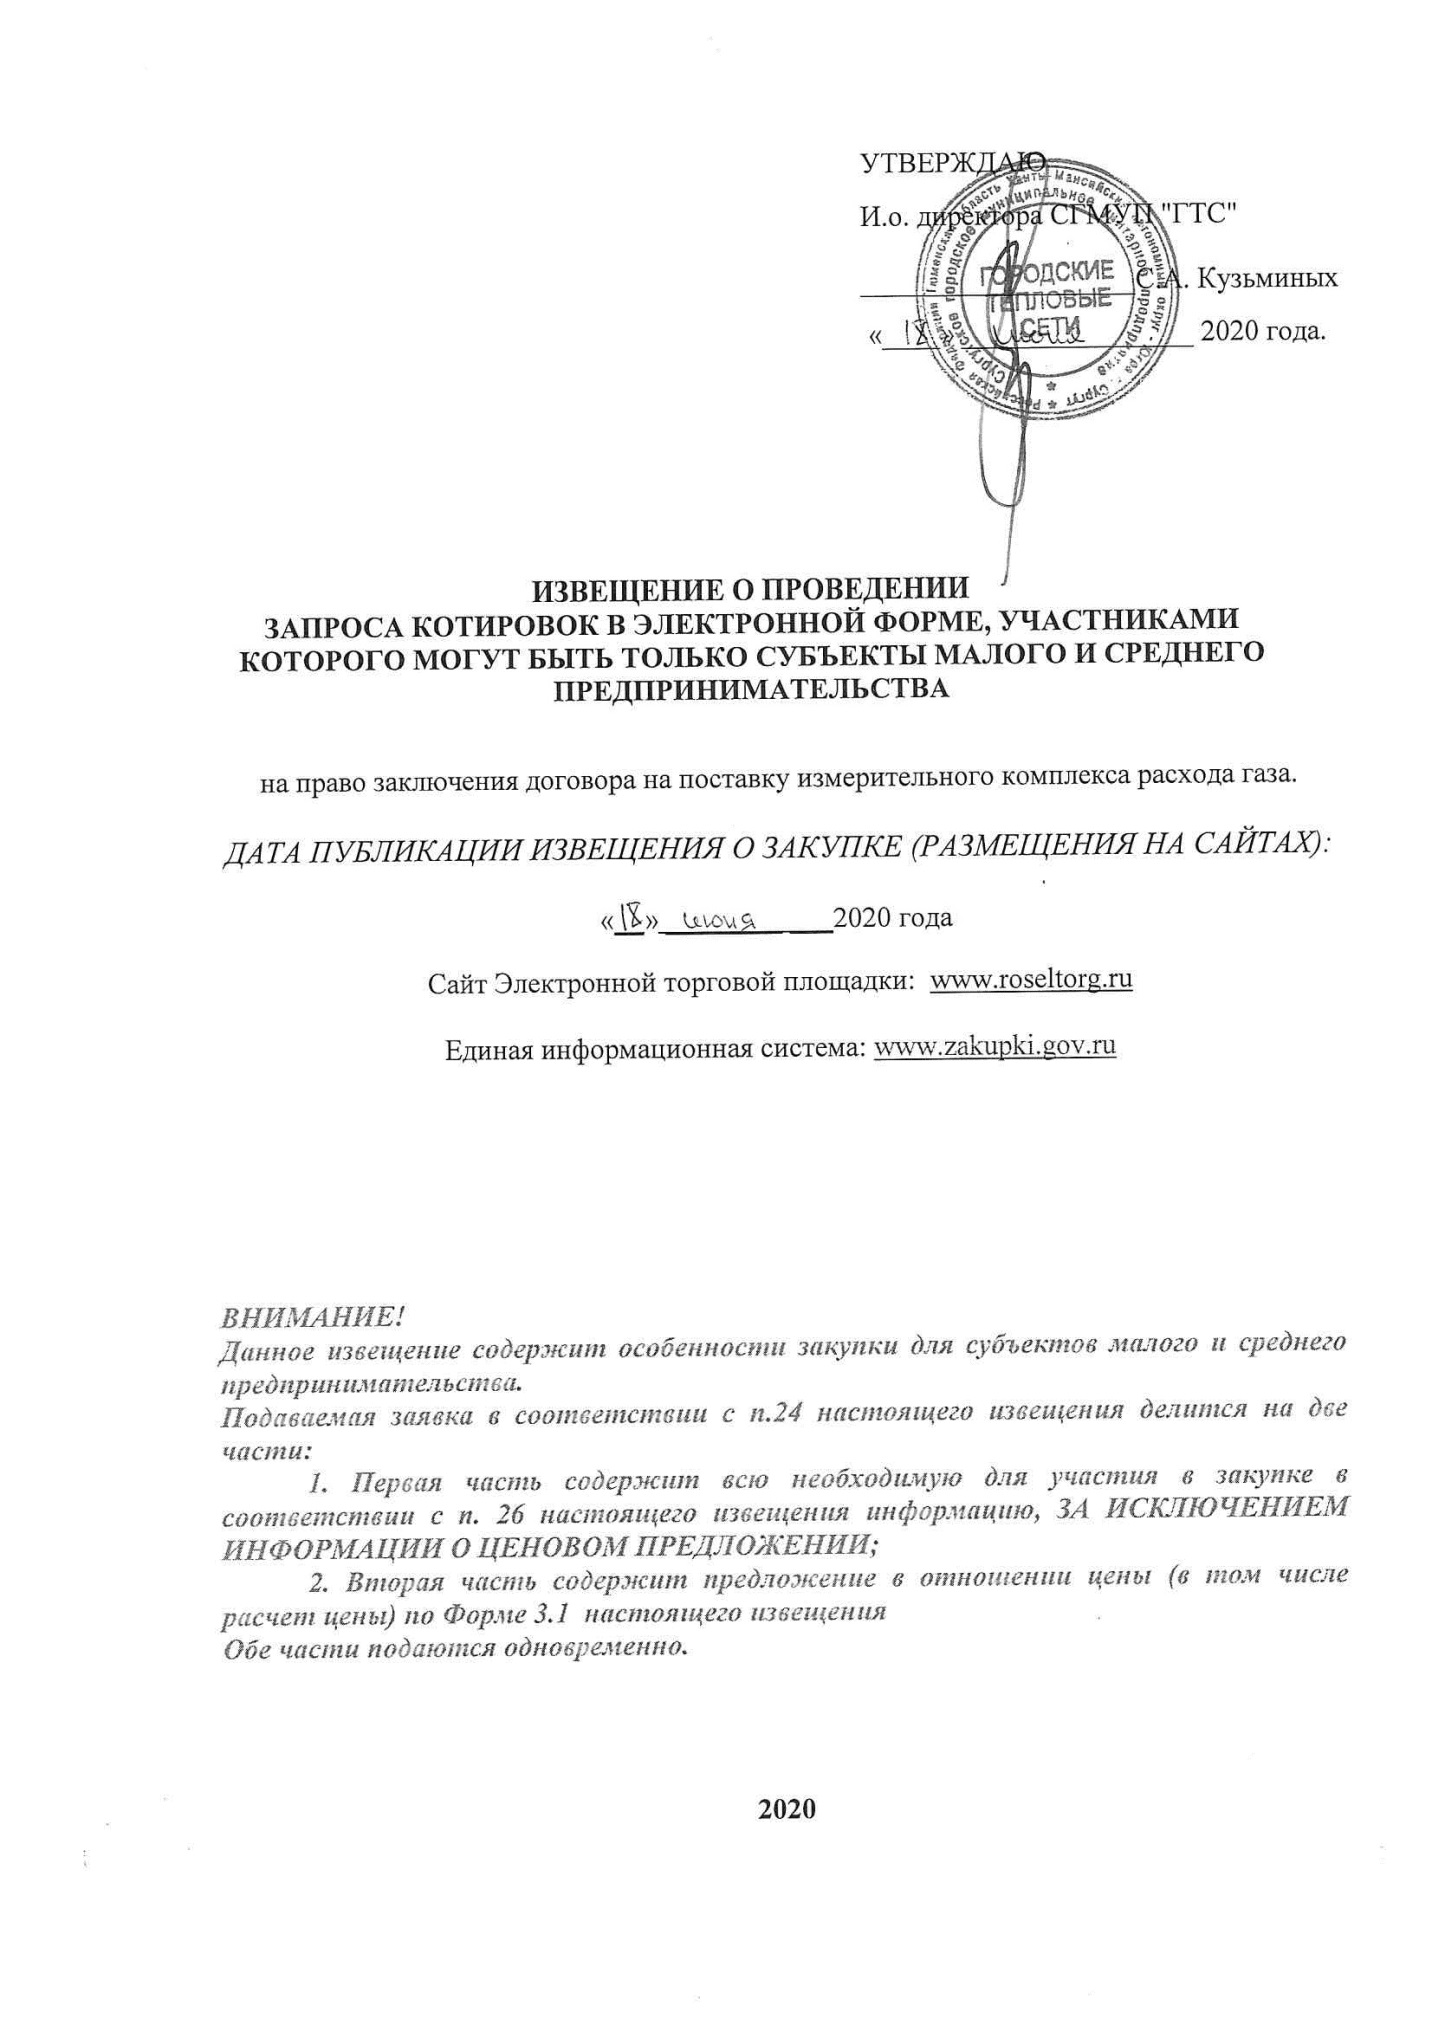 УТВЕРЖДАЮ
И.о. директора СГМУП "ГТС"
ГОРОДСКИЕ
ТЕПЛОВЫЕ
СЕТИ
С.А. Кузьминых
«18» 2020 года.
ИЗВЕЩЕНИЕ О ПРОВЕДЕНИИ
ЗАПРОСА КОТИРОВОК В ЭЛЕКТРОННОЙ ФОРМЕ, УЧАСТНИКАМИ
КОТОРОГО МОГУТ БЫТЬ ТОЛЬКО СУБЪЕКТЫ МАЛОГО И СРЕДНЕГО
ПРЕДПРИНИМАТЕЛЬСТВА
на право заключения договора на поставку измерительного комплекса расхода газа.
ДАТА ПУБЛИКАЦИИ ИЗВЕЩЕНИЯ О ЗАКУПКЕ (РАЗМЕЩЕНИЯ НА САЙТАХ):
«18» июня 2020 года
Сайт Электронной торговой площадки: www.roseltorg.ru
Единая информационная система: www.zakupki.gov.ru
ВНИМАНИЕ!
Данное извещение содержит особенности закупки для субъектов малого и среднего
предпринимательства.
Подаваемая заявка в соответствии с п.24 настоящего извещения делится на две
части:
1. Первая часть содержит всю необходимую для участия в закупке в
соответствии с п. 26 настоящего извещения информацию, ЗА ИСКЛЮЧЕНИЕМ
ИНФОРМАЦИИ О ЦЕНОВОМ ПРЕДЛОЖЕНИИ;
2. Вторая часть содержит предложение в отношении цены (в том числе
расчет цены) по Форме 3.1 настоящего извещения
Обе части подаются одновременно.
2020